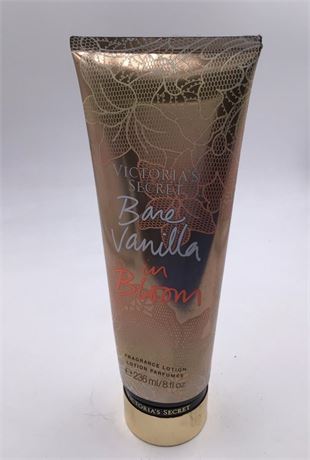 VICTORIA'S
SECRET
Bare
Vanilla
in
Bloom
FRAGRANCE LOTION
LOTION PARFUMÉE
℮ 236 ml/8 fl oz
VICTORIA'S SECRET